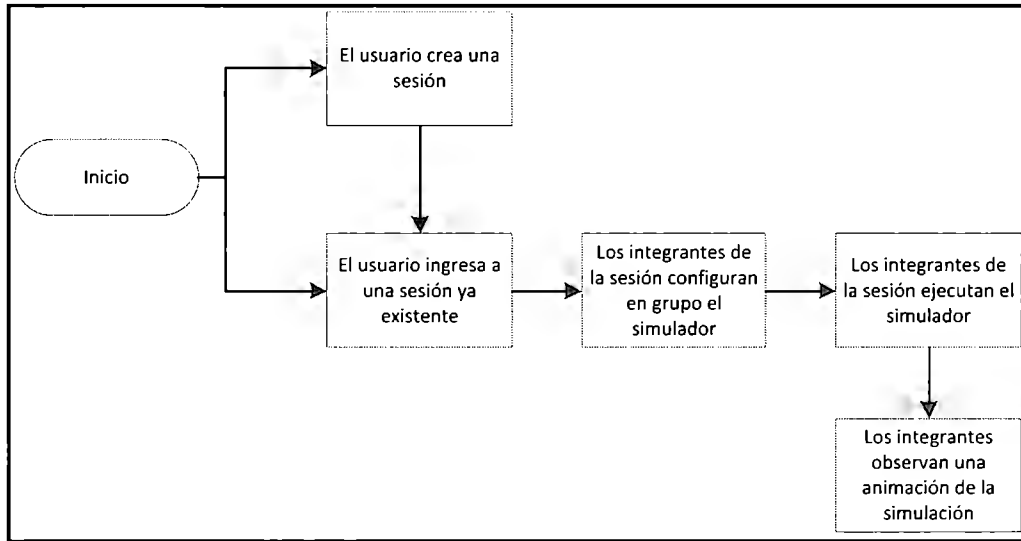 El usuario crea una
sesión
Inicio
El usuario ingresa a
una sesión ya
existente
Los integrantes de
la sesión configuran
en grupo el
simulador
Los integrantes de
la sesión ejecutan el
simulador
Los integrantes
observan una
animación de la
simulación